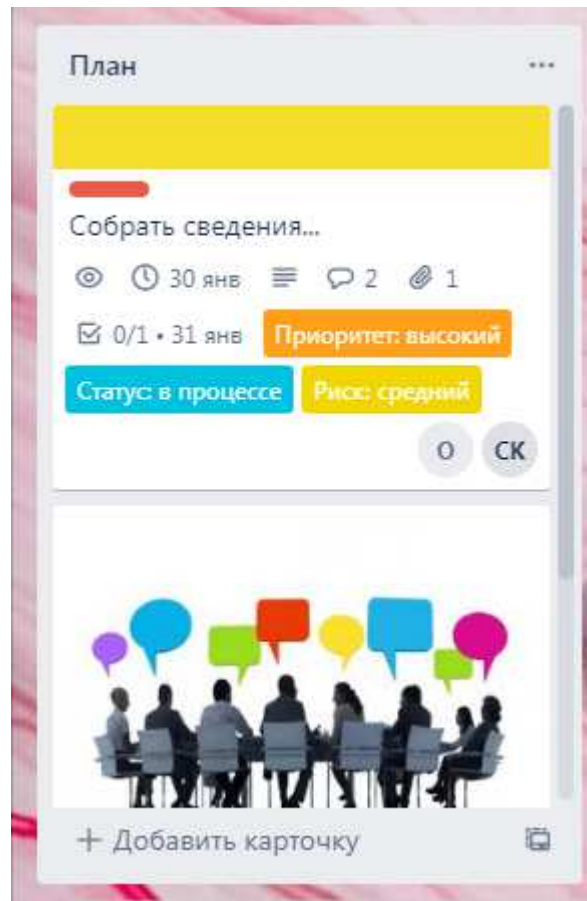 План
Собрать сведения...
30 янв 2 1
0/1 • 31 янв Приоритет: высокий
Статус: в процессе Риск: средний
О СК
+ Добавить карточку